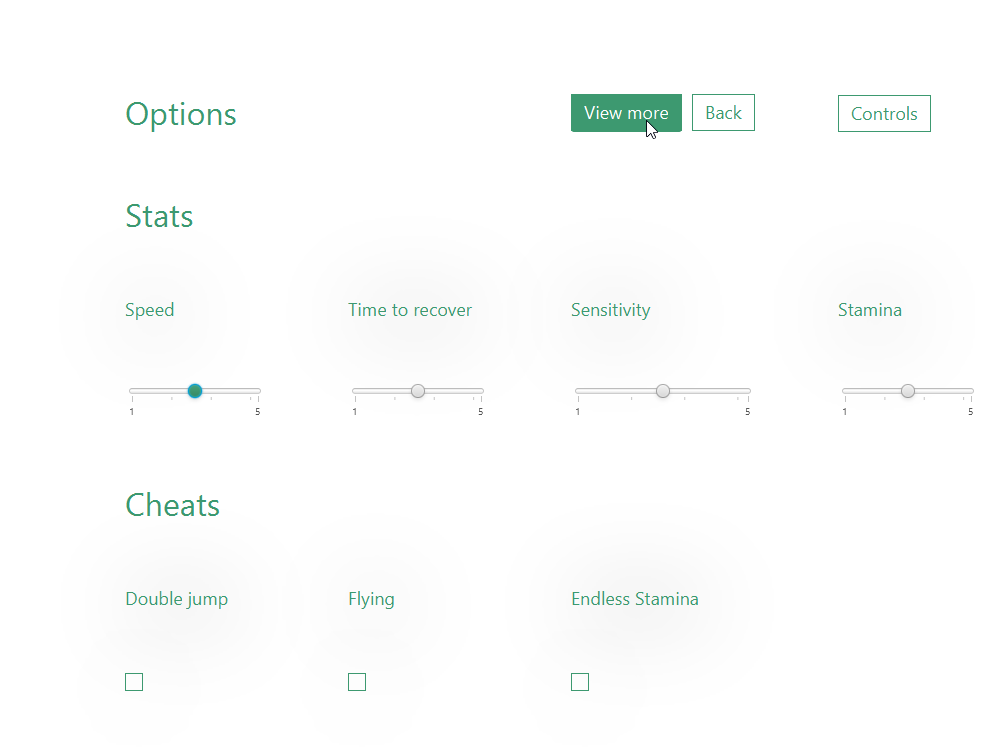 Options
View more
Back
Controls
Stats
Speed
Time to recover
Sensitivity
Stamina
1 5
1 5
1 5
1 5
Cheats
Double jump
Flying
Endless Stamina